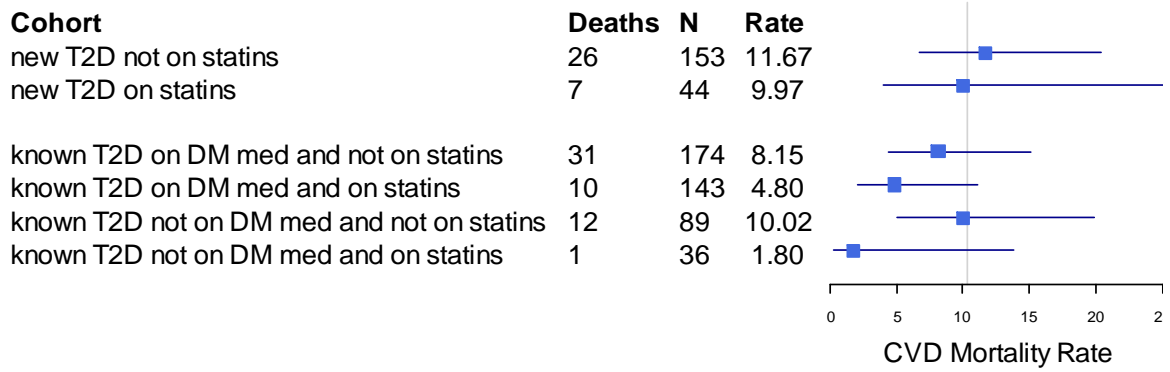 Cohort Deaths N Rate
new T2D not on statins 26 153 11.67
new T2D on statins 7 44 9.97
known T2D on DM med and not on statins 31 174 8.15
known T2D on DM med and on statins 10 143 4.80
known T2D not on DM med and not on statins 12 89 10.02
known T2D not on DM med and on statins 1 36 1.80
0 5 10 15 20 2
CVD Mortality Rate